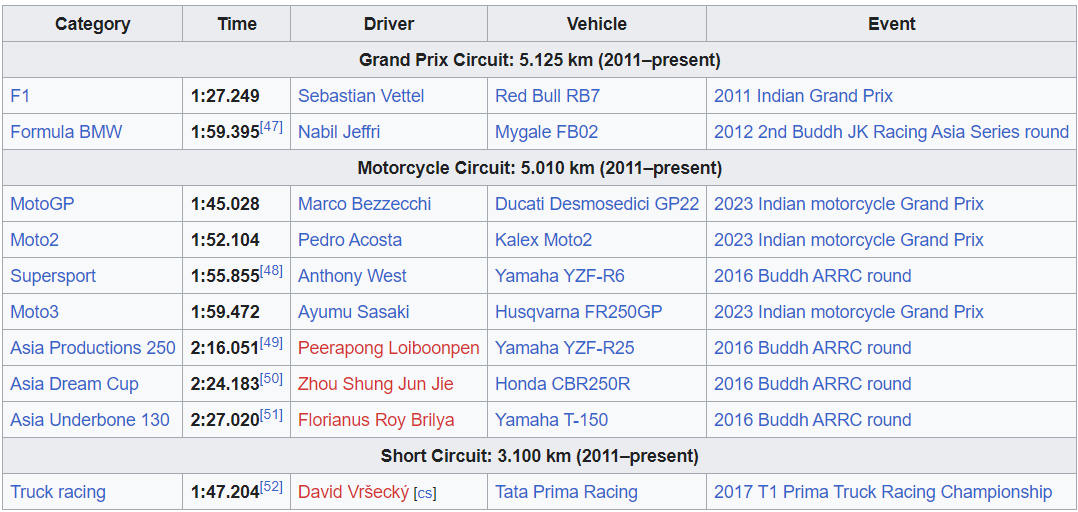 Category Time Driver Vehicle Event
Grand Prix Circuit: 5.125 km (2011–present)
F1 1:27.249 Sebastian Vettel Red Bull RB7 2011 Indian Grand Prix
Formula BMW 1:59.395[47] Nabil Jeffri Mygale FB02 2012 2nd Buddh JK Racing Asia Series round
Motorcycle Circuit: 5.010 km (2011–present)
MotoGP 1:45.028 Marco Bezzecchi Ducati Desmosedici GP22 2023 Indian motorcycle Grand Prix
Moto2 1:52.104 Pedro Acosta Kalex Moto2 2023 Indian motorcycle Grand Prix
Supersport 1:55.855[48] Anthony West Yamaha YZF-R6 2016 Buddh ARRC round
Moto3 1:59.472 Ayumu Sasaki Husqvarna FR250GP 2023 Indian motorcycle Grand Prix
Asia Productions 250 2:16.051[49] Peerapong Loiboonpen Yamaha YZF-R25 2016 Buddh ARRC round
Asia Dream Cup 2:24.183[50] Zhou Shung Jun Jie Honda CBR250R 2016 Buddh ARRC round
Asia Underbone 130 2:27.020[51] Florianus Roy Brilya Yamaha T-150 2016 Buddh ARRC round
Short Circuit: 3.100 km (2011–present)
Truck racing 1:47.204[52] David Vršecký [cs] Tata Prima Racing 2017 T1 Prima Truck Racing Championship